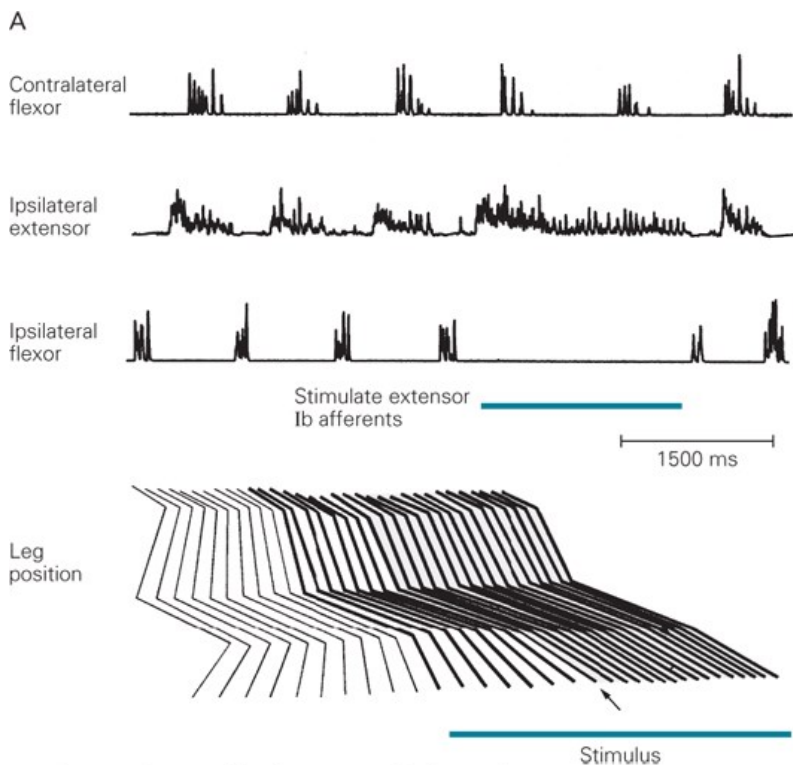 A
Contralateral
flexor
Ipsilateral
extensor
Ipsilateral
flexor
Stimulate extensor
Ib afferents
1500 ms
Leg
position
Stimulus